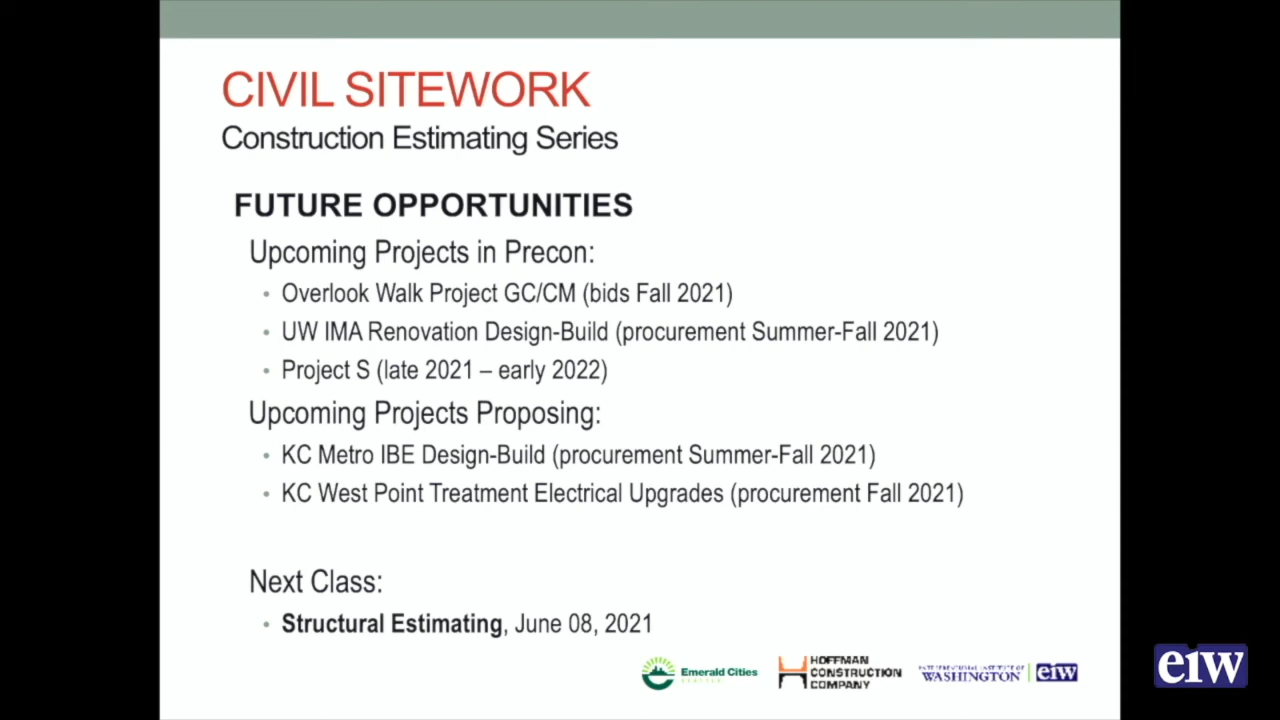 CIVIL SITEWORK
Construction Estimating Series
FUTURE OPPORTUNITIES
Upcoming Projects in Precon:
• Overlook Walk Project GC/CM (bids Fall 2021)
• UW IMA Renovation Design-Build (procurement Summer-Fall 2021)
• Project S (late 2021 – early 2022)
Upcoming Projects Proposing:
• KC Metro IBE Design-Build (procurement Summer-Fall 2021)
• KC West Point Treatment Electrical Upgrades (procurement Fall 2021)
Next Class:
• Structural Estimating, June 08, 2021
Emerald Cities
HOFFMAN
CONSTRUCTION
COMPANY
WASHINGTON
e1w
e1w